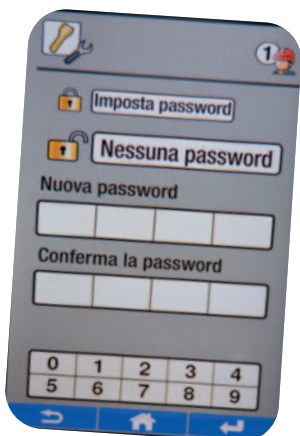 1
Imposta password
Nessuna password
Nuova password
Conferma la password
0 1 2 3 4
5 6 7 8 9